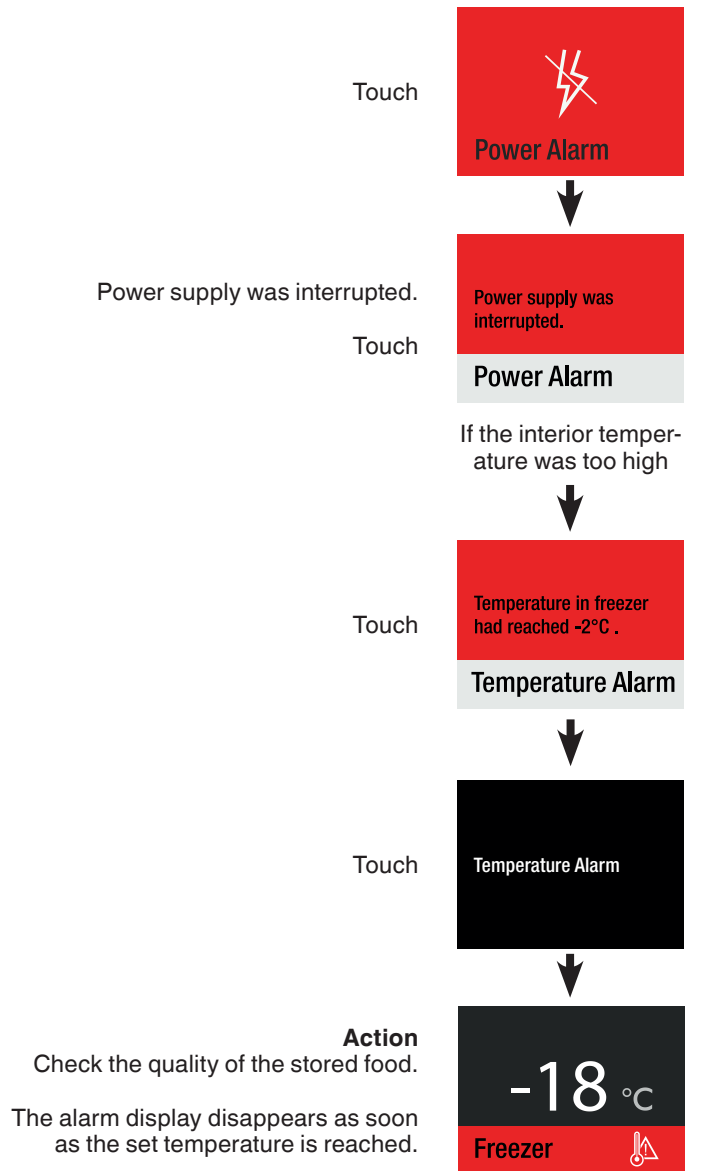 Touch
Power Alarm
Power supply was interrupted.
Touch
Power supply was
interrupted.
Power Alarm
If the interior temper-
ature was too high
Touch
Temperature in freezer
had reached -2°C .
Temperature Alarm
Touch
Temperature Alarm
Action
Check the quality of the stored food.
The alarm display disappears as soon
as the set temperature is reached.
-18 °C
Freezer